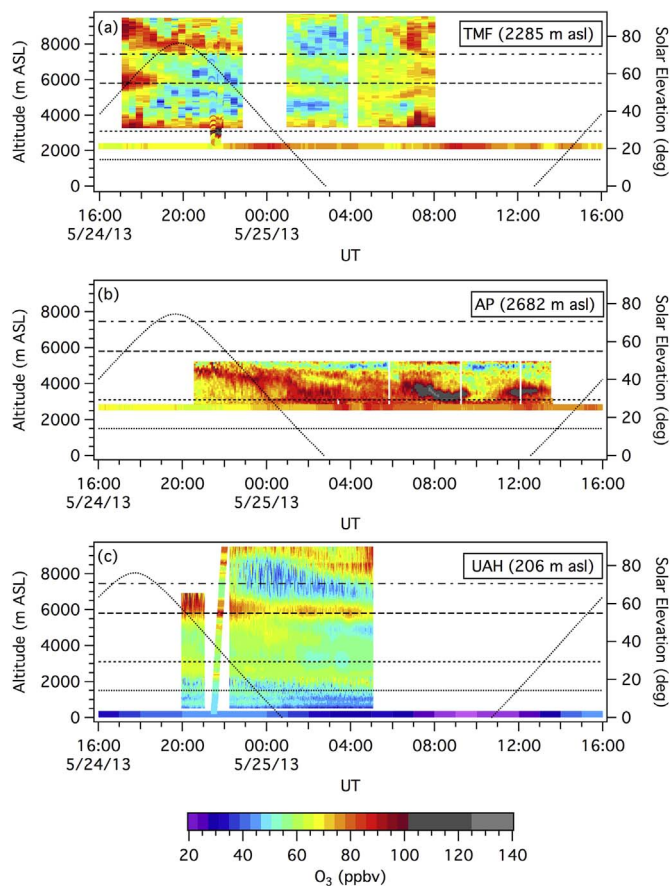 (a)
TMF (2285 m asl)
Altitude (m ASL)
8000
6000
4000
2000
0
Solar Elevation (deg)
80
60
40
20
0
16:00 20:00 00:00 04:00 08:00 12:00 16:00
5/24/13 5/25/13
UT
(b)
AP (2682 m asl)
Altitude (m ASL)
8000
6000
4000
2000
0
Solar Elevation (deg)
80
60
40
20
0
16:00 20:00 00:00 04:00 08:00 12:00 16:00
5/24/13 5/25/13
UT
(c)
UAH (206 m asl)
Altitude (m ASL)
8000
6000
4000
2000
0
Solar Elevation (deg)
80
60
40
20
0
16:00 20:00 00:00 04:00 08:00 12:00 16:00
5/24/13 5/25/13
UT
20 40 60 80 100 120 140
O3 (ppbv)